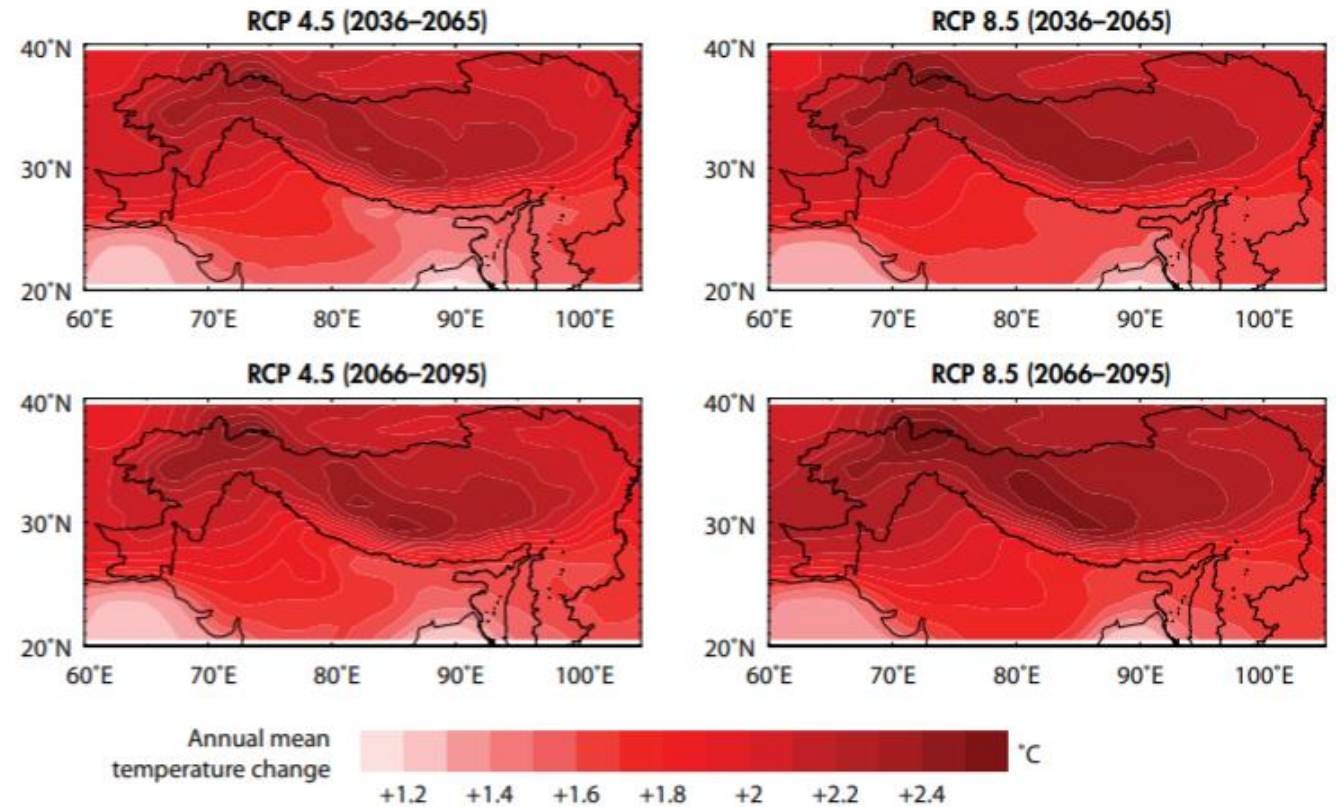 RCP 4.5 (2036–2065)
RCP 8.5 (2036–2065)
40˚N
30˚N
20˚N
60˚E 70˚E 80˚E 90˚E 100˚E
40˚N
30˚N
20˚N
60˚E 70˚E 80˚E 90˚E 100˚E
RCP 4.5 (2066–2095)
RCP 8.5 (2066–2095)
40˚N
30˚N
20˚N
60˚E 70˚E 80˚E 90˚E 100˚E
40˚N
30˚N
20˚N
60˚E 70˚E 80˚E 90˚E 100˚E
Annual mean
temperature change
˚C
+1.2 +1.4 +1.6 +1.8 +2 +2.2 +2.4